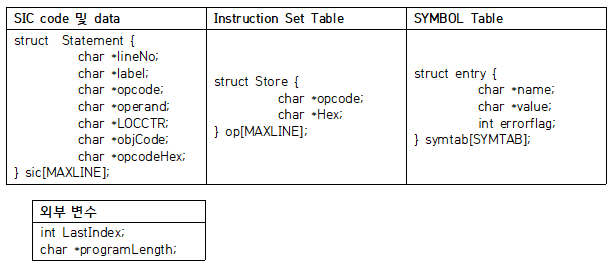 SIC code 및 data
struct Statement {
char *lineNo;
char *label;
char *opcode;
char *operand;
char *LOCCTR;
char *objCode;
char *opcodeHex;
} sic[MAXLINE];
Instruction Set Table
struct Store {
char *opcode;
char *Hex;
} op[MAXLINE];
SYMBOL Table
struct entry {
char *name;
char *value;
int errorflag;
} symtab[SYMTAB];
외부 변수
int LastIndex;
char *programLength;